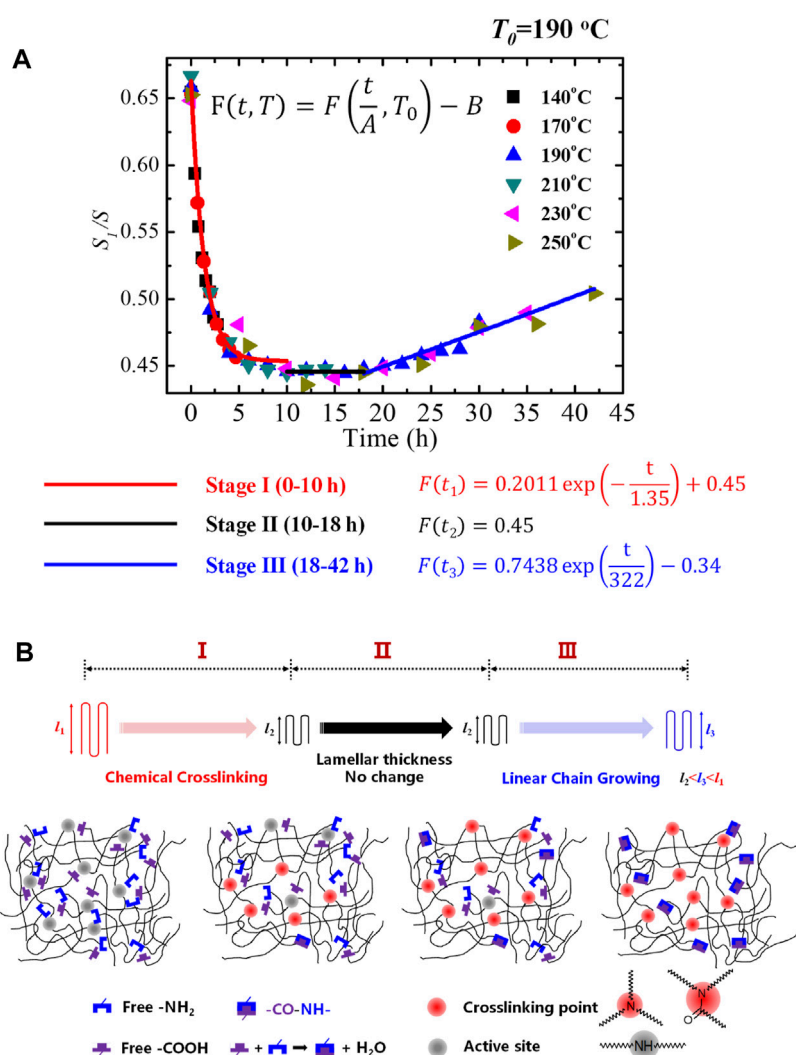 T₀=190 °C
A
F(t, T) = F(t/A, T₀) − B
140°C
170°C
190°C
210°C
230°C
250°C
S₁/S
0.65
0.60
0.55
0.50
0.45
0 5 10 15 20 25 30 35 40 45
Time (h)
Stage I (0-10 h) F(t₁) = 0.2011 exp(−t/1.35) + 0.45
Stage II (10-18 h) F(t₂) = 0.45
Stage III (18-42 h) F(t₃) = 0.7438 exp(t/322) − 0.34
B
I II III
l₁ l₂ l₂ l₃
Lamellar thickness
No change
Chemical Crosslinking Linear Chain Growing l₂<l₃<l₁
Free -NH₂ -CO-NH- Crosslinking point N N O
Free -COOH + → + H₂O Active site NH